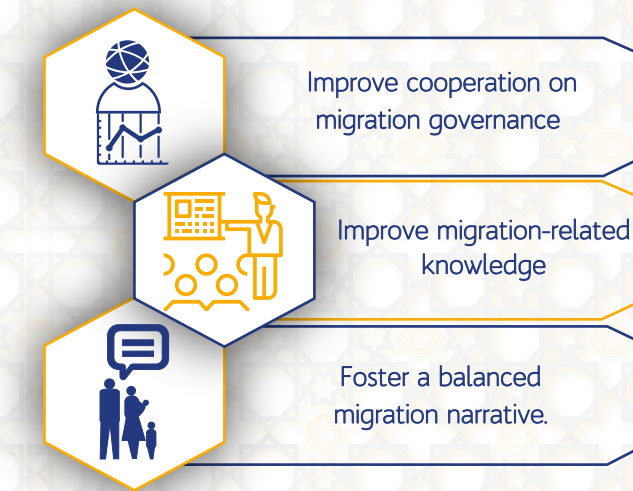 Improve cooperation on
migration governance
Improve migration-related
knowledge
Foster a balanced
migration narrative.